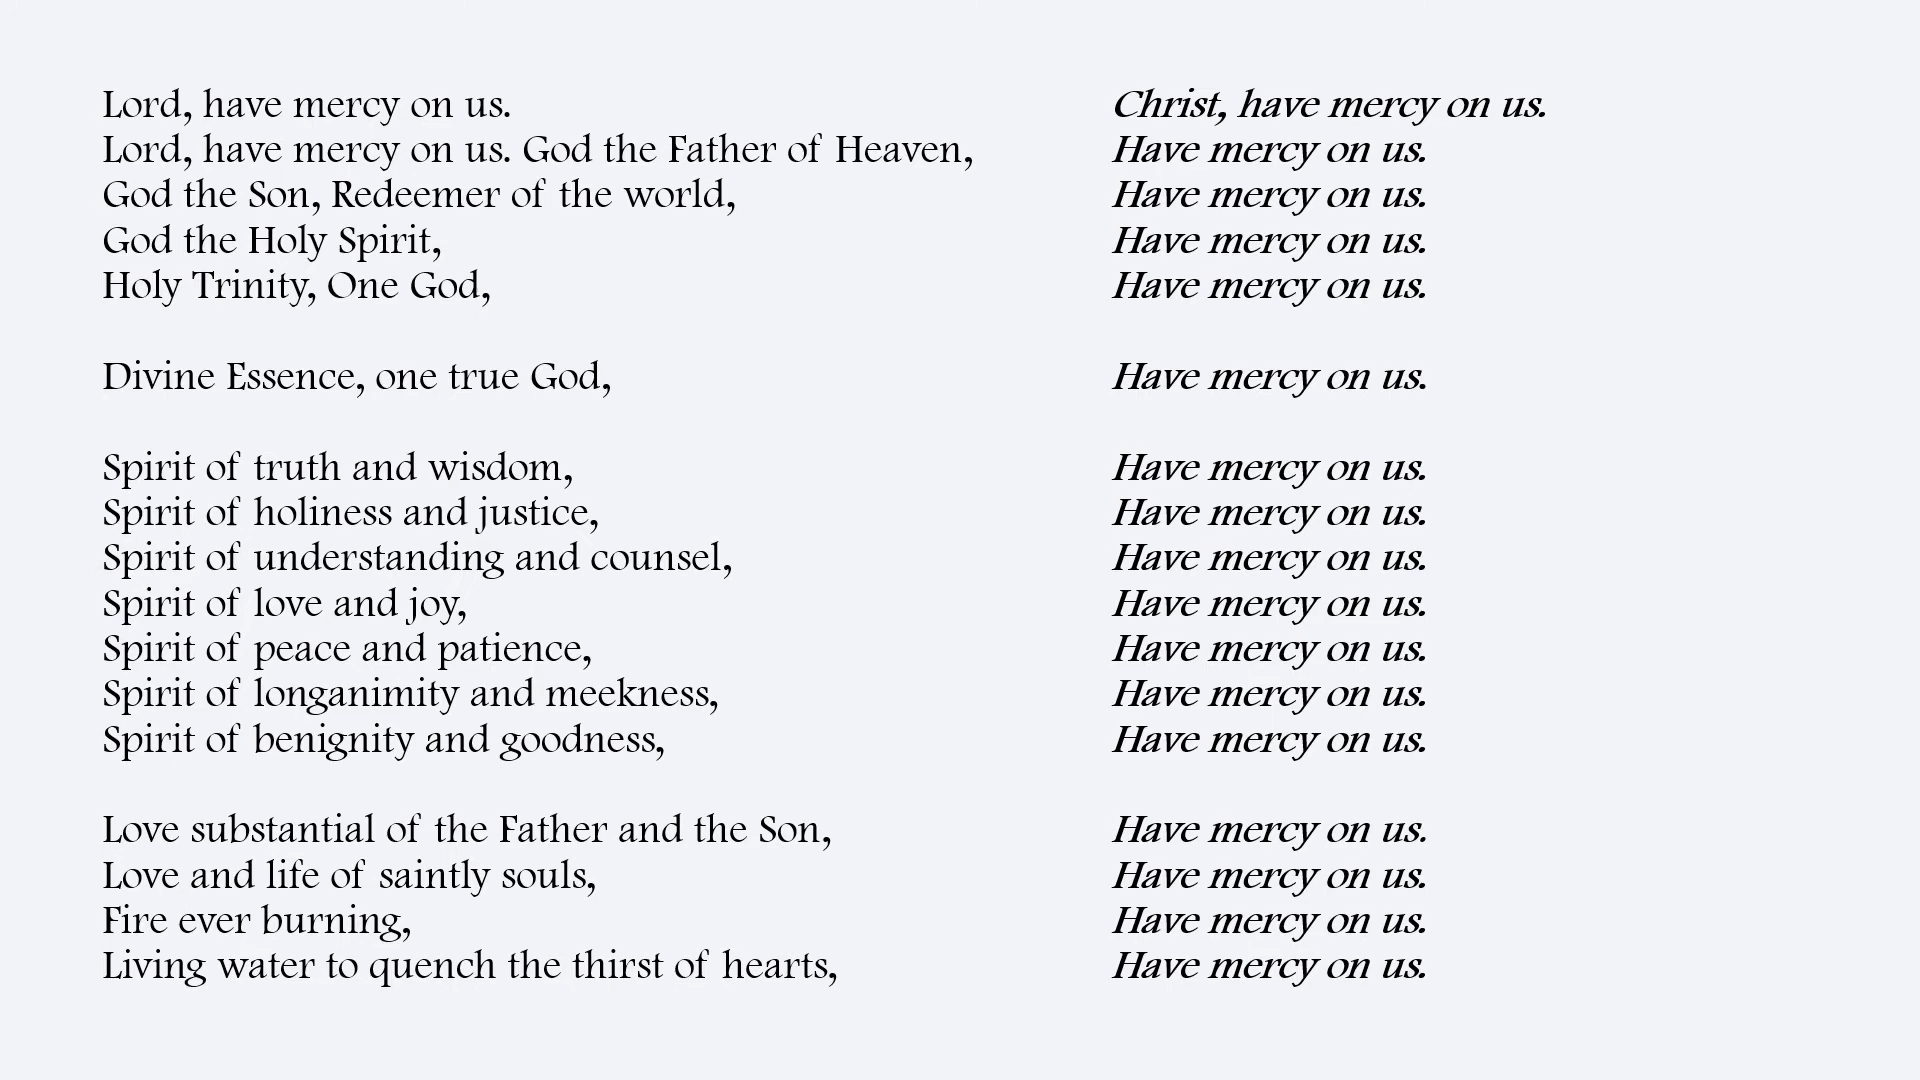 Lord, have mercy on us. Christ, have mercy on us.
Lord, have mercy on us. God the Father of Heaven, Have mercy on us.
God the Son, Redeemer of the world, Have mercy on us.
God the Holy Spirit, Have mercy on us.
Holy Trinity, One God, Have mercy on us.
Divine Essence, one true God, Have mercy on us.
Spirit of truth and wisdom, Have mercy on us.
Spirit of holiness and justice, Have mercy on us.
Spirit of understanding and counsel, Have mercy on us.
Spirit of love and joy, Have mercy on us.
Spirit of peace and patience, Have mercy on us.
Spirit of longanimity and meekness, Have mercy on us.
Spirit of benignity and goodness, Have mercy on us.
Love substantial of the Father and the Son, Have mercy on us.
Love and life of saintly souls, Have mercy on us.
Fire ever burning, Have mercy on us.
Living water to quench the thirst of hearts, Have mercy on us.